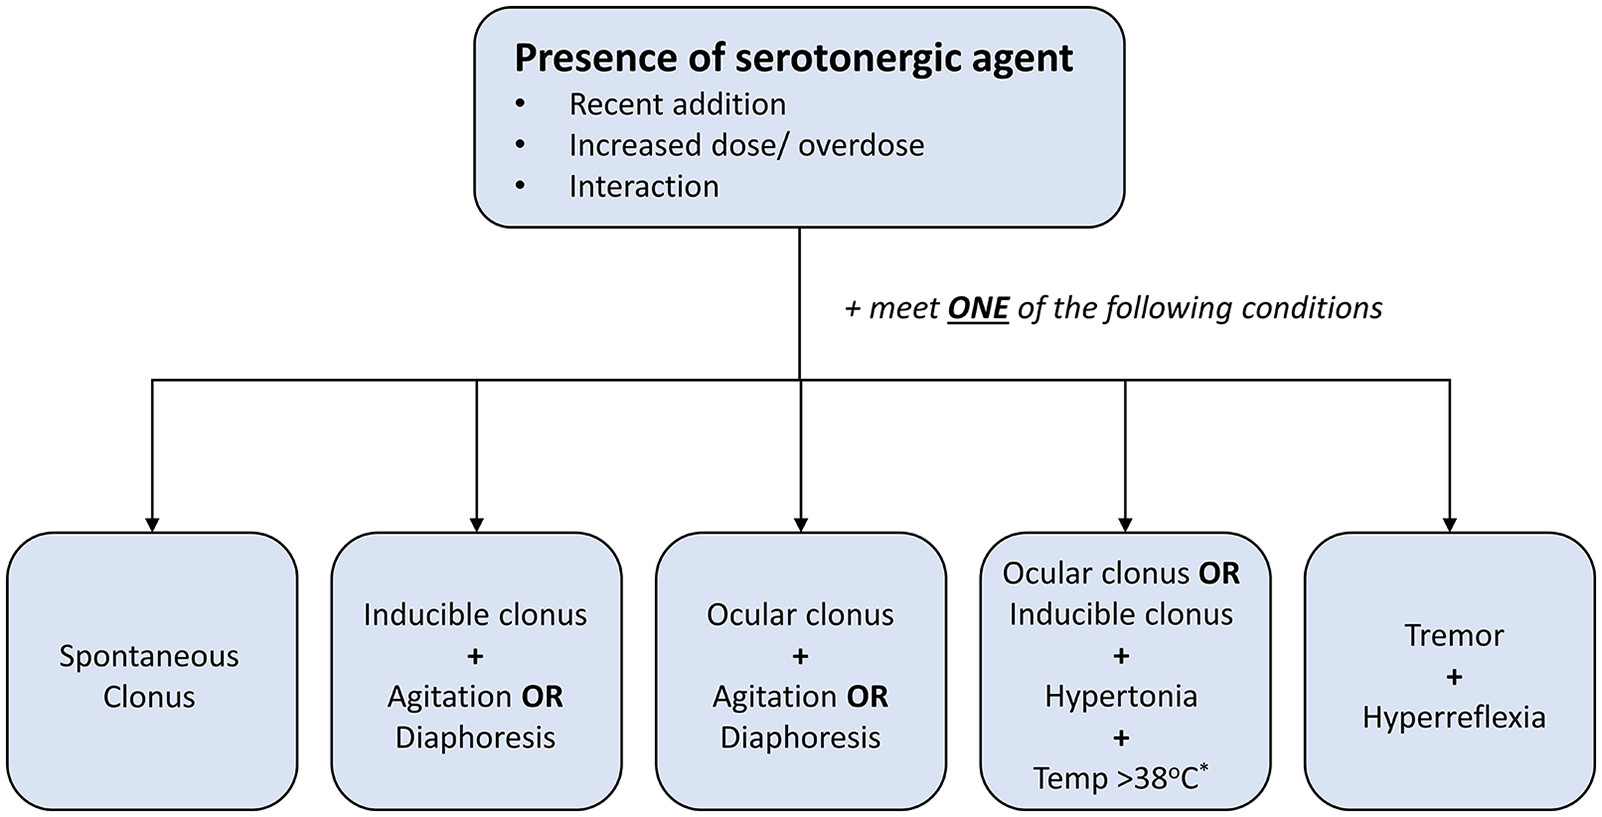 Presence of serotonergic agent
• Recent addition
• Increased dose/ overdose
• Interaction
+ meet ONE of the following conditions
Spontaneous
Clonus
Inducible clonus
+
Agitation OR
Diaphoresis
Ocular clonus
+
Agitation OR
Diaphoresis
Ocular clonus OR
Inducible clonus
+
Hypertonia
+
Temp >38ᵒC*
Tremor
+
Hyperreflexia